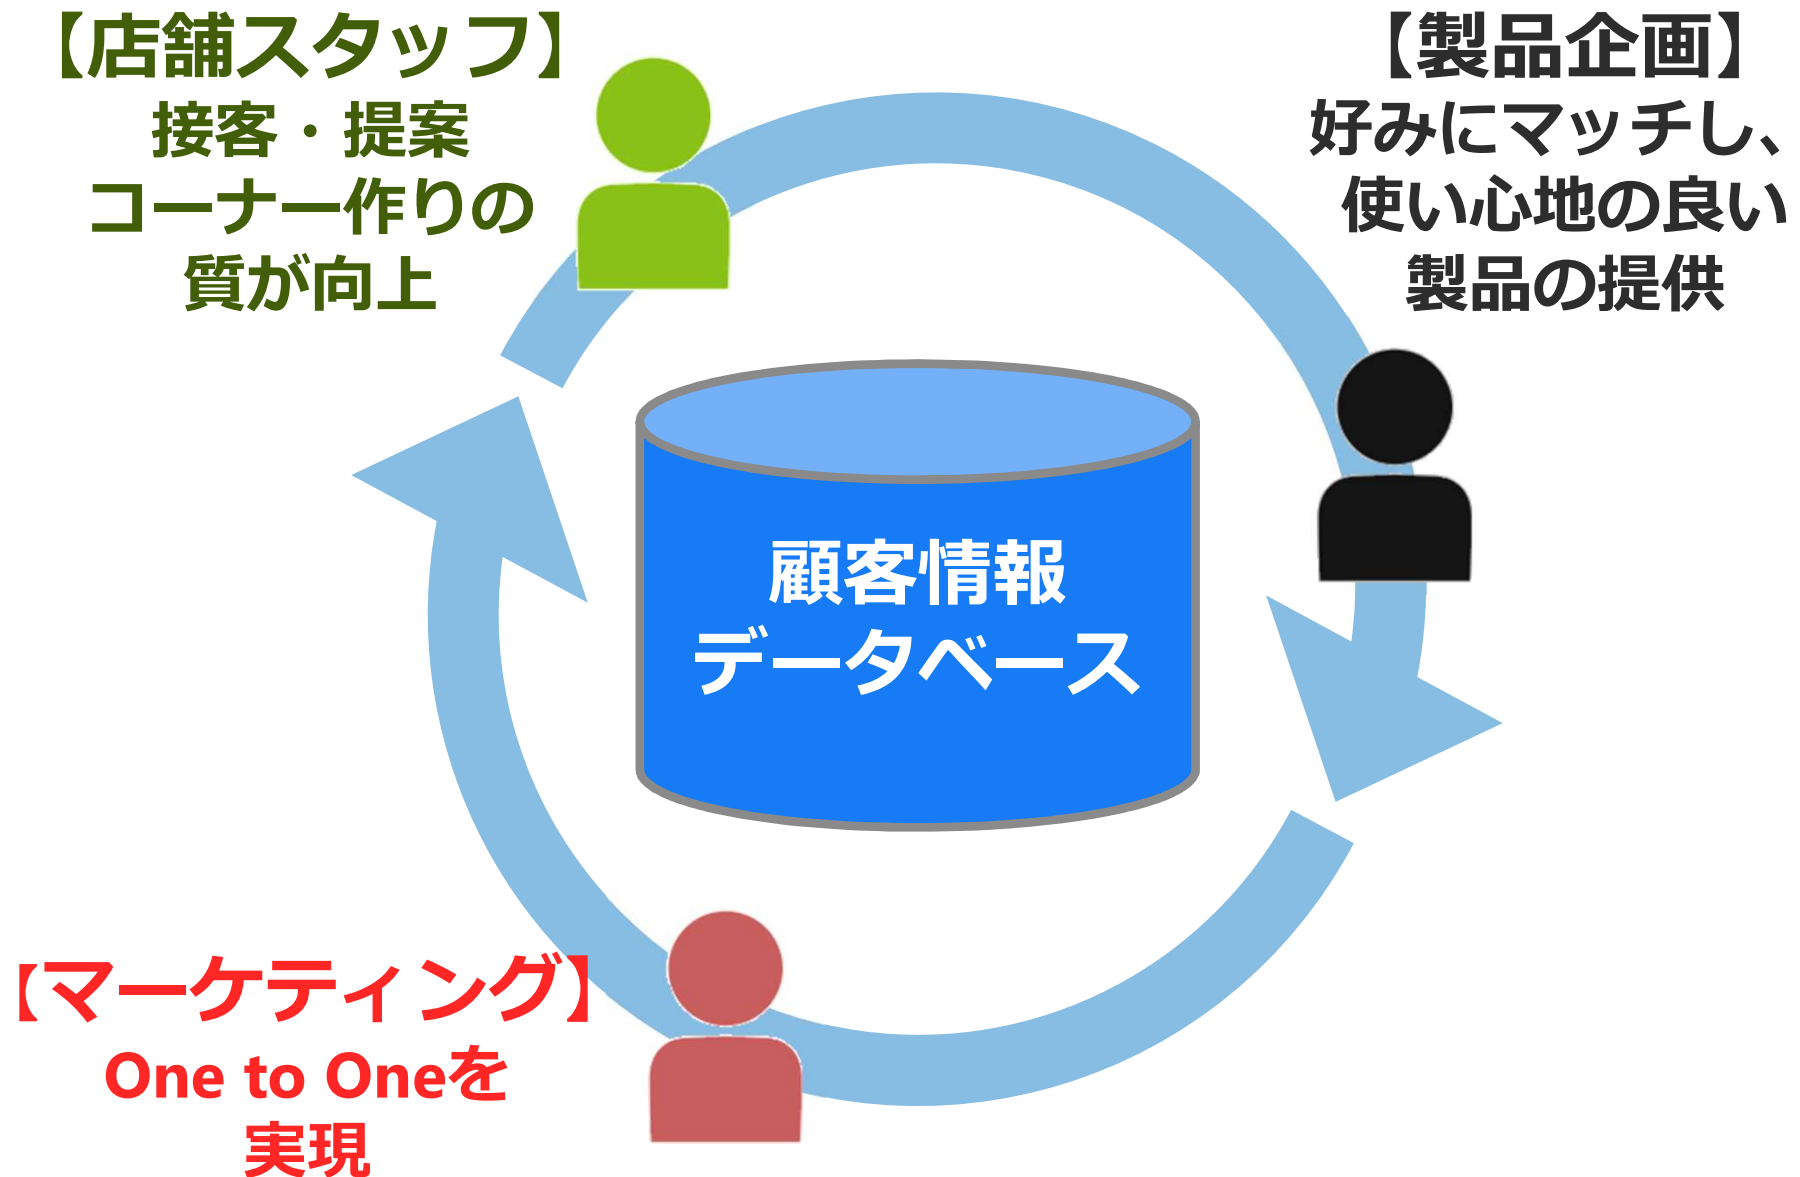 【店舗スタッフ】
接客・提案
コーナー作りの
質が向上
【製品企画】
好みにマッチし、
使い心地の良い
製品の提供
顧客情報
データベース
【マーケティング】
One to Oneを
実現